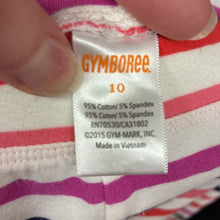 GYMBOREE.
10
95% Cotton/ 5% Spandex
95% Coton/ 5% Spandex
RN70530/CA31802
©2015 GYM-MARK, INC.
Made in Vietnam